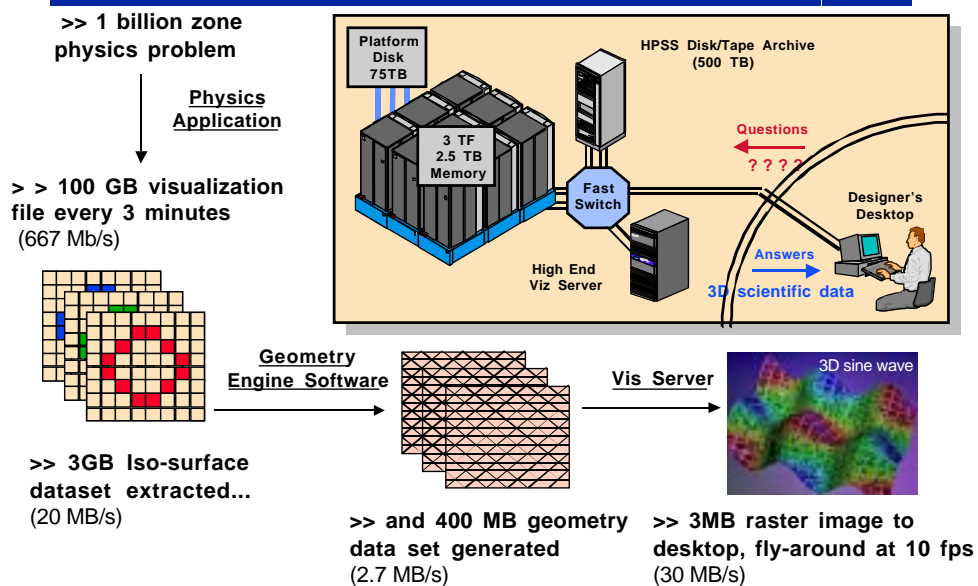 >> 1 billion zone
physics problem
Physics
Application
> > 100 GB visualization
file every 3 minutes
(667 Mb/s)
Platform
Disk
75TB
3 TF
2.5 TB
Memory
HPSS Disk/Tape Archive
(500 TB)
Fast
Switch
High End
Viz Server
Questions
? ? ? ?
Designer's
Desktop
Answers
3D scientific data
Geometry
Engine Software
Vis Server
3D sine wave
>> 3GB Iso-surface
dataset extracted...
(20 MB/s)
>> and 400 MB geometry
data set generated
(2.7 MB/s)
>> 3MB raster image to
desktop, fly-around at 10 fps
(30 MB/s)